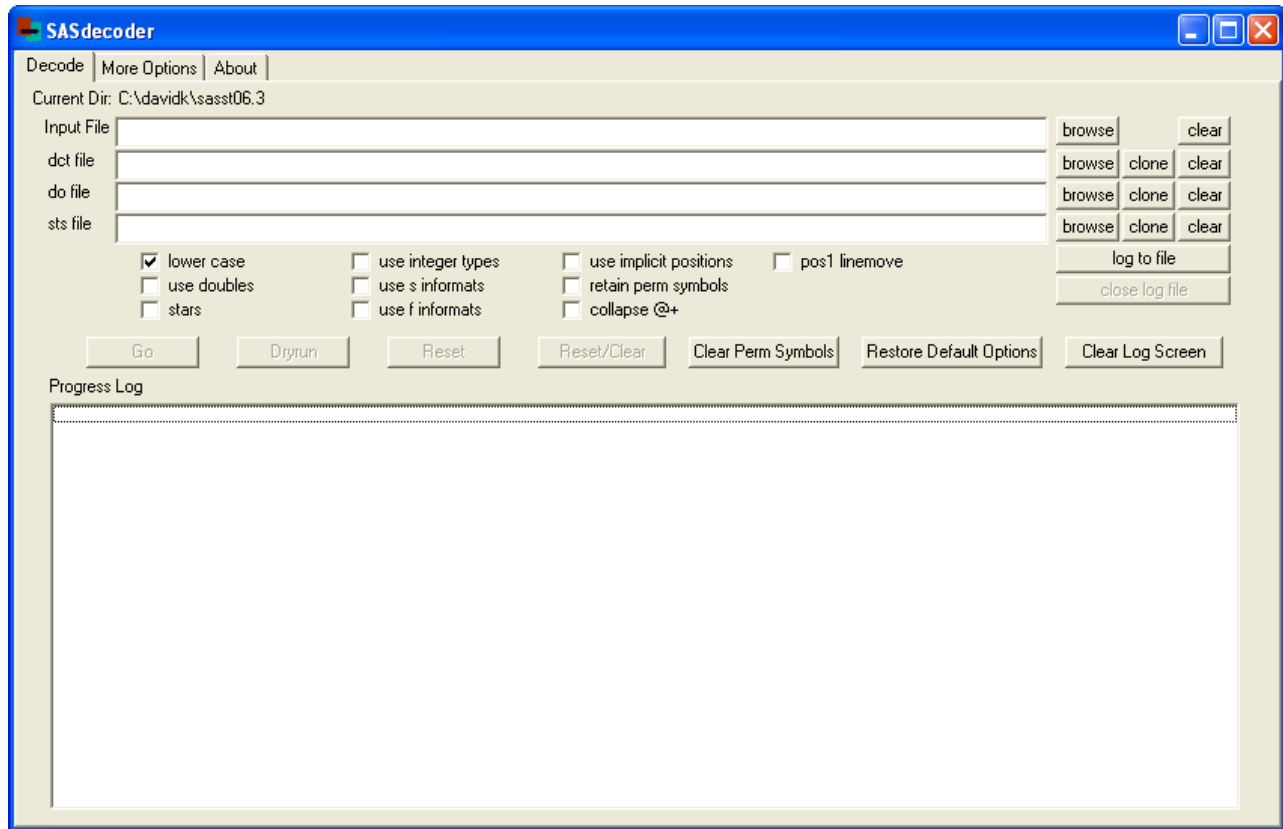 SASdecoder
Decode More Options About
Current Dir: C:\davidk\sasst06.3
Input File browse clear
dct file browse clone clear
do file browse clone clear
sts file browse clone clear
lower case use integer types use implicit positions pos1 linemove log to file
use doubles use s informats retain perm symbols close log file
stars use f informats collapse @+
Go Dryrun Reset Reset/Clear Clear Perm Symbols Restore Default Options Clear Log Screen
Progress Log